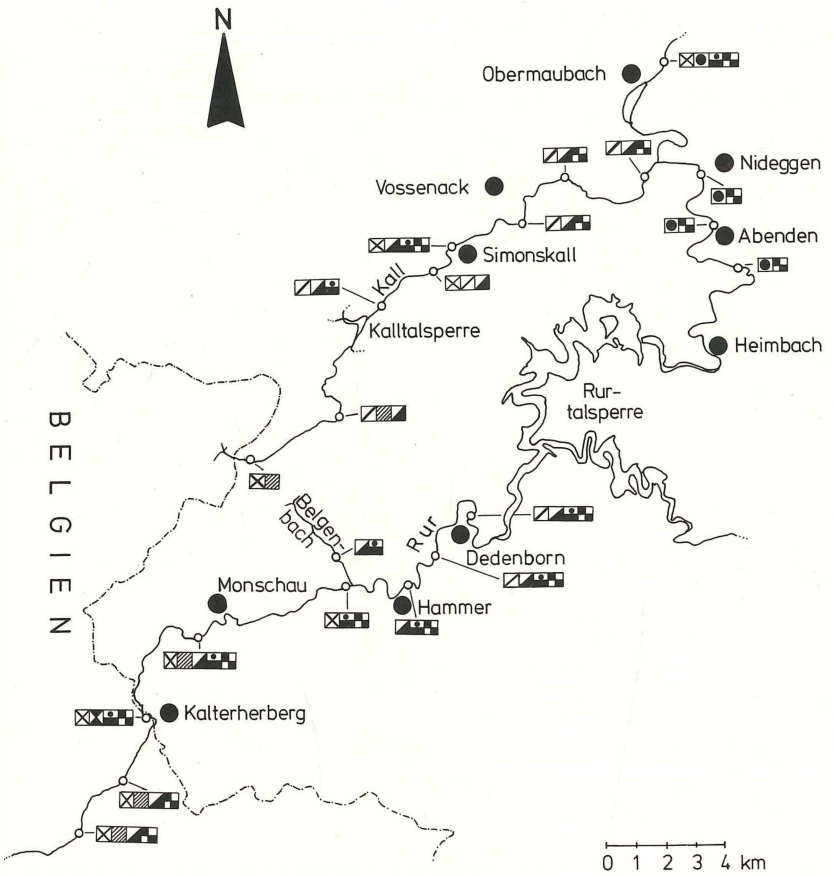 N
Obermaubach
Nideggen
Vossenack
Abenden
Simonskall
Kall
Kalltalsperre
Heimbach
Rur-
talsperre
BELGIEN
Belgen-
bach
Rur
Dedenborn
Monschau
Hammer
Kalterherberg
0 1 2 3 4 km